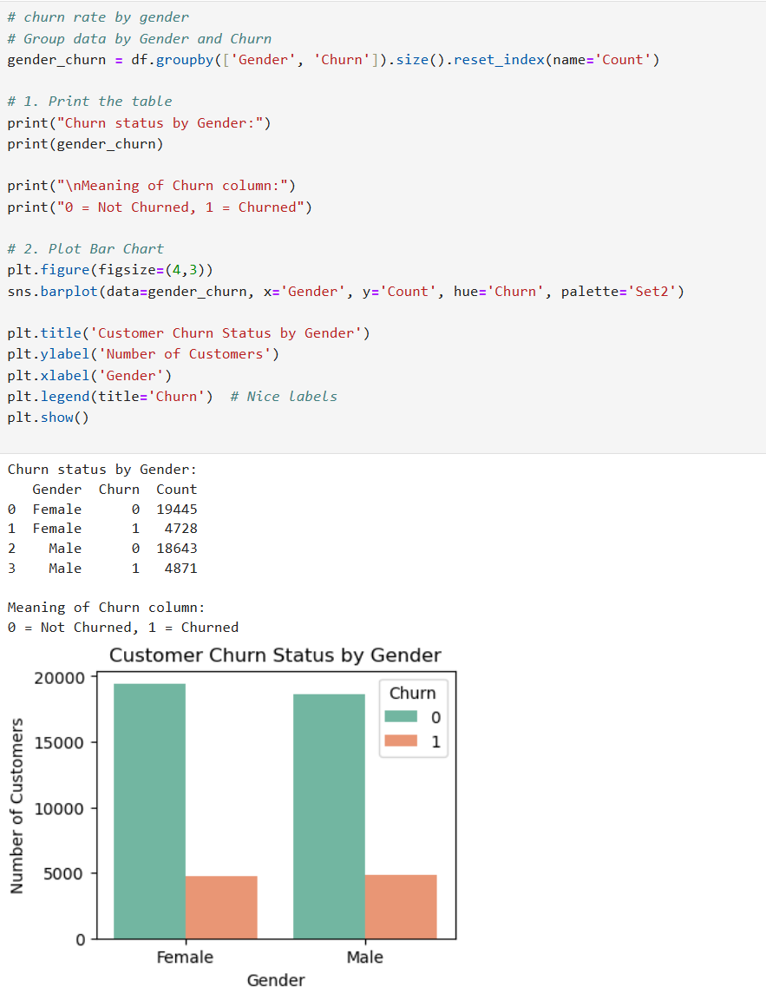 # churn rate by gender
# Group data by Gender and Churn
gender_churn = df.groupby(['Gender', 'Churn']).size().reset_index(name='Count')
# 1. Print the table
print("Churn status by Gender:")
print(gender_churn)
print("\nMeaning of Churn column:")
print("0 = Not Churned, 1 = Churned")
# 2. Plot Bar Chart
plt.figure(figsize=(4,3))
sns.barplot(data=gender_churn, x='Gender', y='Count', hue='Churn', palette='Set2')
plt.title('Customer Churn Status by Gender')
plt.ylabel('Number of Customers')
plt.xlabel('Gender')
plt.legend(title='Churn')  # Nice labels
plt.show()
Churn status by Gender:
   Gender  Churn  Count
0  Female      0  19445
1  Female      1   4728
2    Male      0  18643
3    Male      1   4871
Meaning of Churn column:
0 = Not Churned, 1 = Churned
Customer Churn Status by Gender
Churn
0
1
20000
15000
10000
5000
0
Number of Customers
Female Male
Gender